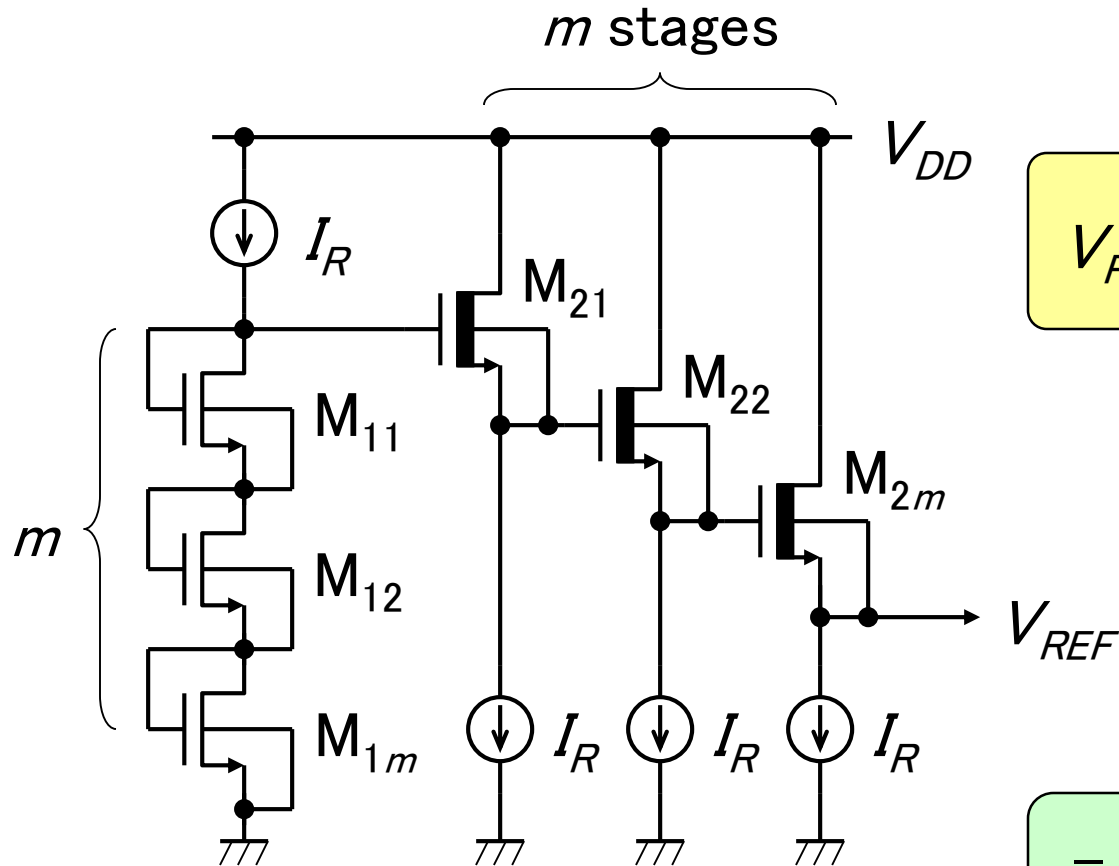 m stages
V_DD
I_R
V
M_21
M_11
M_22
m
M_12
M_2m
V_REF
M_1m
I_R
I_R
I_R